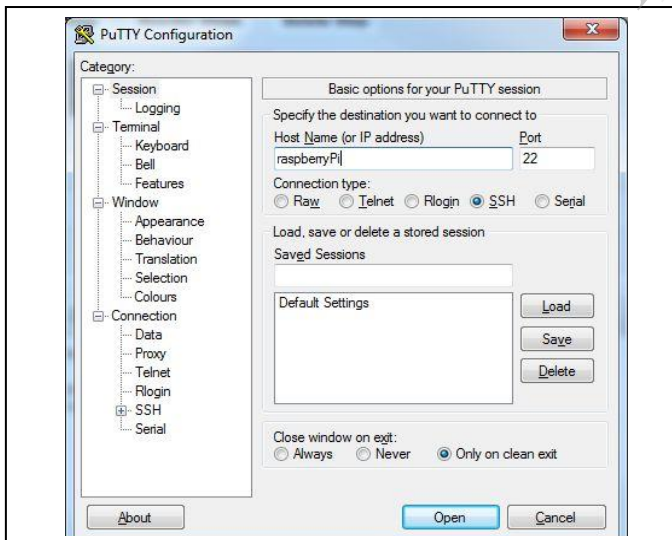 PuTTY Configuration
Category:
Session
Logging
Terminal
Keyboard
Bell
Features
Window
Appearance
Behaviour
Translation
Selection
Colours
Connection
Data
Proxy
Telnet
Rlogin
SSH
Serial
Basic options for your PuTTY session
Specify the destination you want to connect to
Host Name (or IP address) Port
raspberryPi 22
Connection type:
Raw Telnet Rlogin SSH Serial
Load, save or delete a stored session
Saved Sessions
Default Settings
Load
Save
Delete
Close window on exit:
Always Never Only on clean exit
About Open Cancel